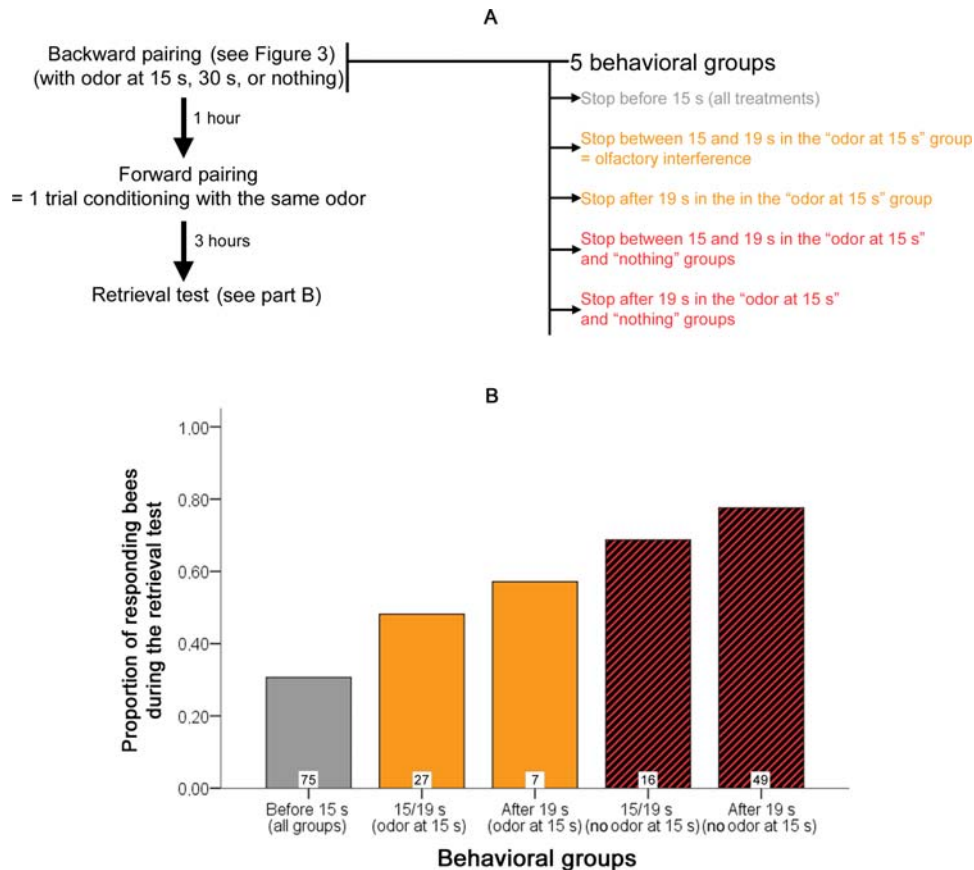 A
Backward pairing (see Figure 3)
(with odor at 15 s, 30 s, or nothing)
1 hour
Forward pairing
= 1 trial conditioning with the same odor
3 hours
Retrieval test (see part B)
5 behavioral groups
Stop before 15 s (all treatments)
Stop between 15 and 19 s in the “odor at 15 s” group
= olfactory interference
Stop after 19 s in the in the “odor at 15 s” group
Stop between 15 and 19 s in the “odor at 15 s”
and “nothing” groups
Stop after 19 s in the “odor at 15 s”
and “nothing” groups
B
Proportion of responding bees
during the retrieval test
1.00
0.80
0.60
0.40
0.20
0.00
75
27
7
16
49
Before 15 s
(all groups)
15/19 s
(odor at 15 s)
After 19 s
(odor at 15 s)
15/19 s
(no odor at 15 s)
After 19 s
(no odor at 15 s)
Behavioral groups